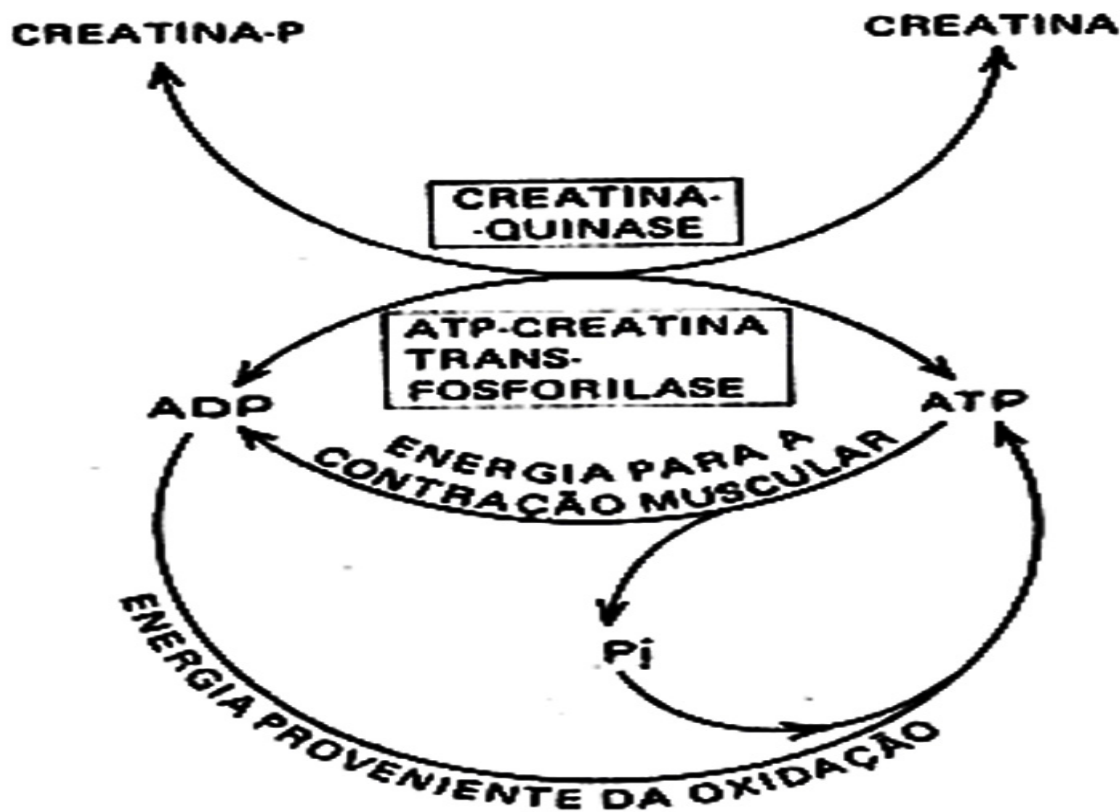 CREATINA-P
CREATINA
CREATINA-
-QUINASE
ATP-CREATINA
TRANS-
FOSFORILASE
ADP
ATP
ENERGIA PARA A
CONTRAÇÃO MUSCULAR
Pi
ENERGIA PROVENIENTE DA OXIDAÇÃO